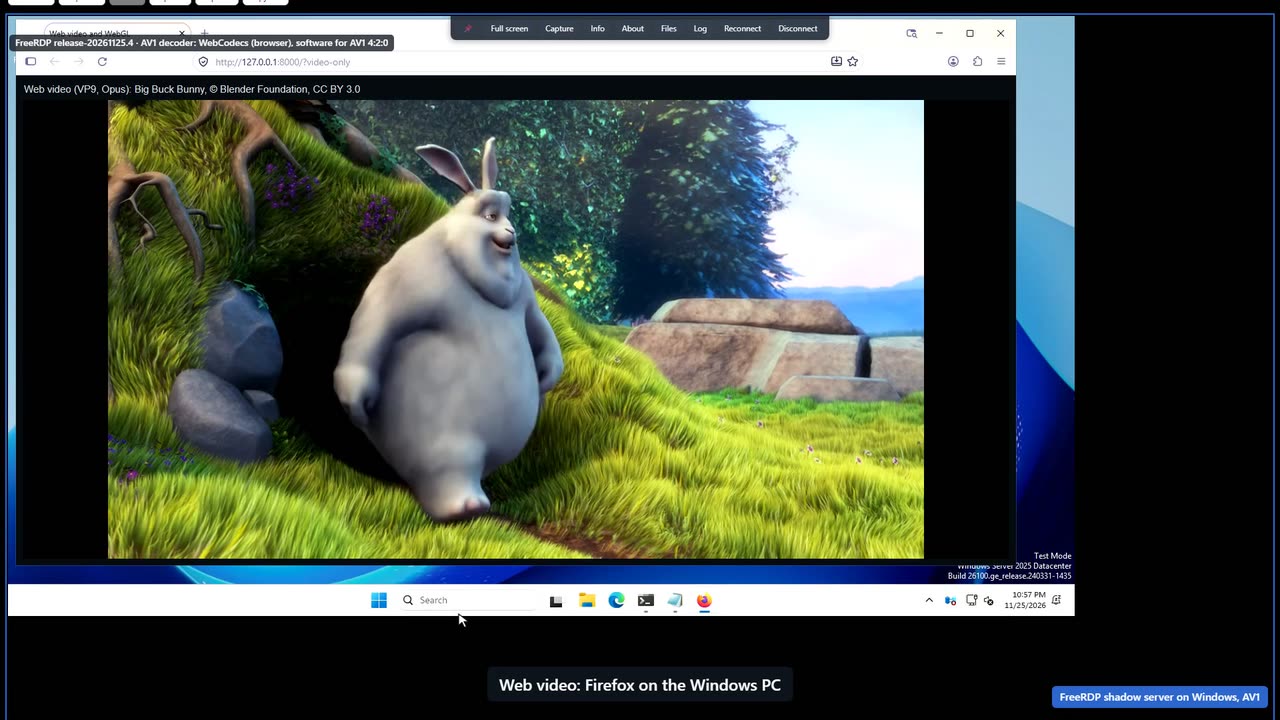 Web video and WebGL
Full screen
Capture
Info
About
Files
Log
Reconnect
Disconnect
FreeRDP release-20261125.4 · AV1 decoder: WebCodecs (browser), software for AV1 4:2:0
http://127.0.0.1:8000/?video-only
Web video (VP9, Opus): Big Buck Bunny, © Blender Foundation, CC BY 3.0
Test Mode
Windows Server 2025 Datacenter
Build 26100.ge_release.240331-1435
Search
10:57 PM
11/25/2026
Web video: Firefox on the Windows PC
FreeRDP shadow server on Windows, AV1